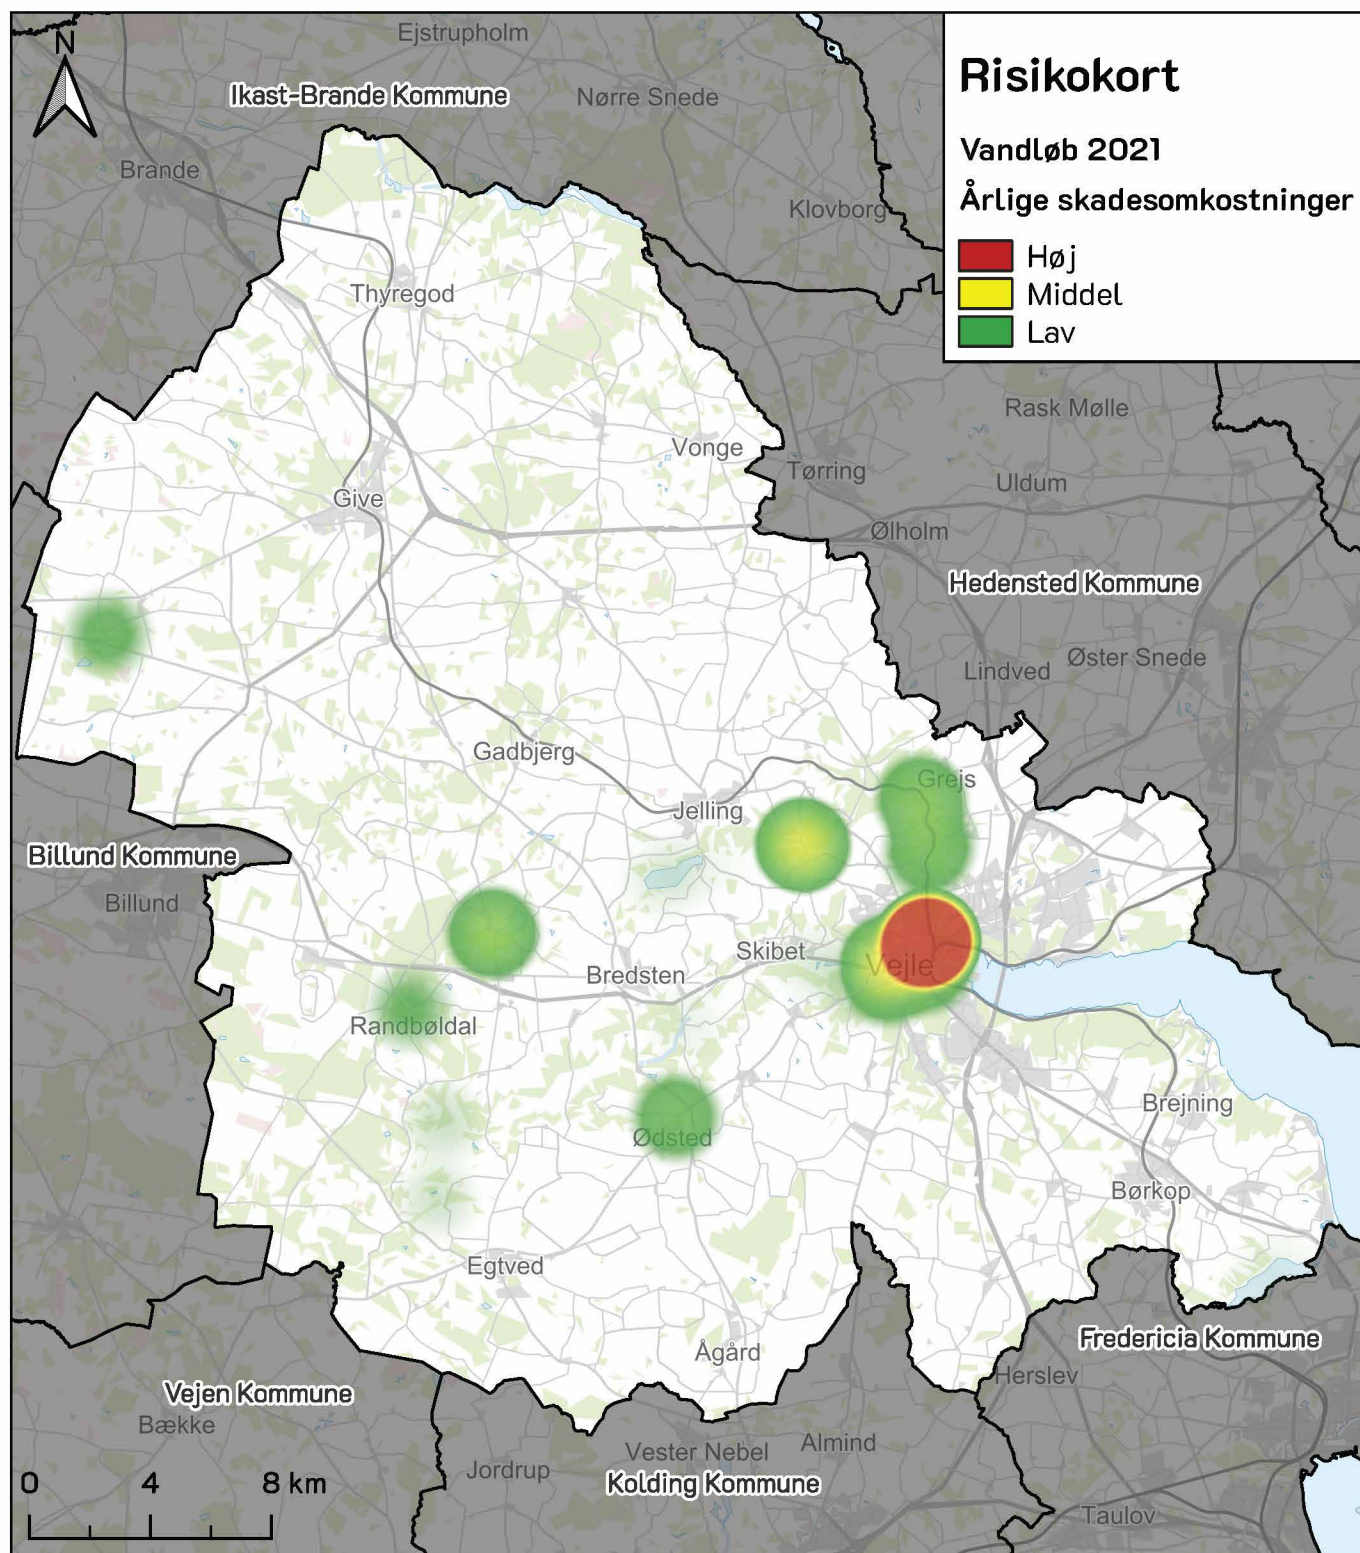 N
Risikokort
Vandløb 2021
Årlige skadesomkostninger
Høj
Middel
Lav
Ejstrupholm
Ikast-Brande Kommune
Nørre Snede
Brande
Klovborg
Thyregod
Rask Mølle
Vonge
Tørring
Uldum
Give
Ølholm
Hedensted Kommune
Lindved
Øster Snede
Gadbjerg
Grejs
Jelling
Billund Kommune
Billund
Skibet
Vejle
Bredsten
Randbøldal
Brejning
Ødsted
Børkop
Egtved
Fredericia Kommune
Ågård
Herslev
Vejen Kommune
Bække
Vester Nebel
Almind
Jordrup
Kolding Kommune
0 4 8 km
Taulov